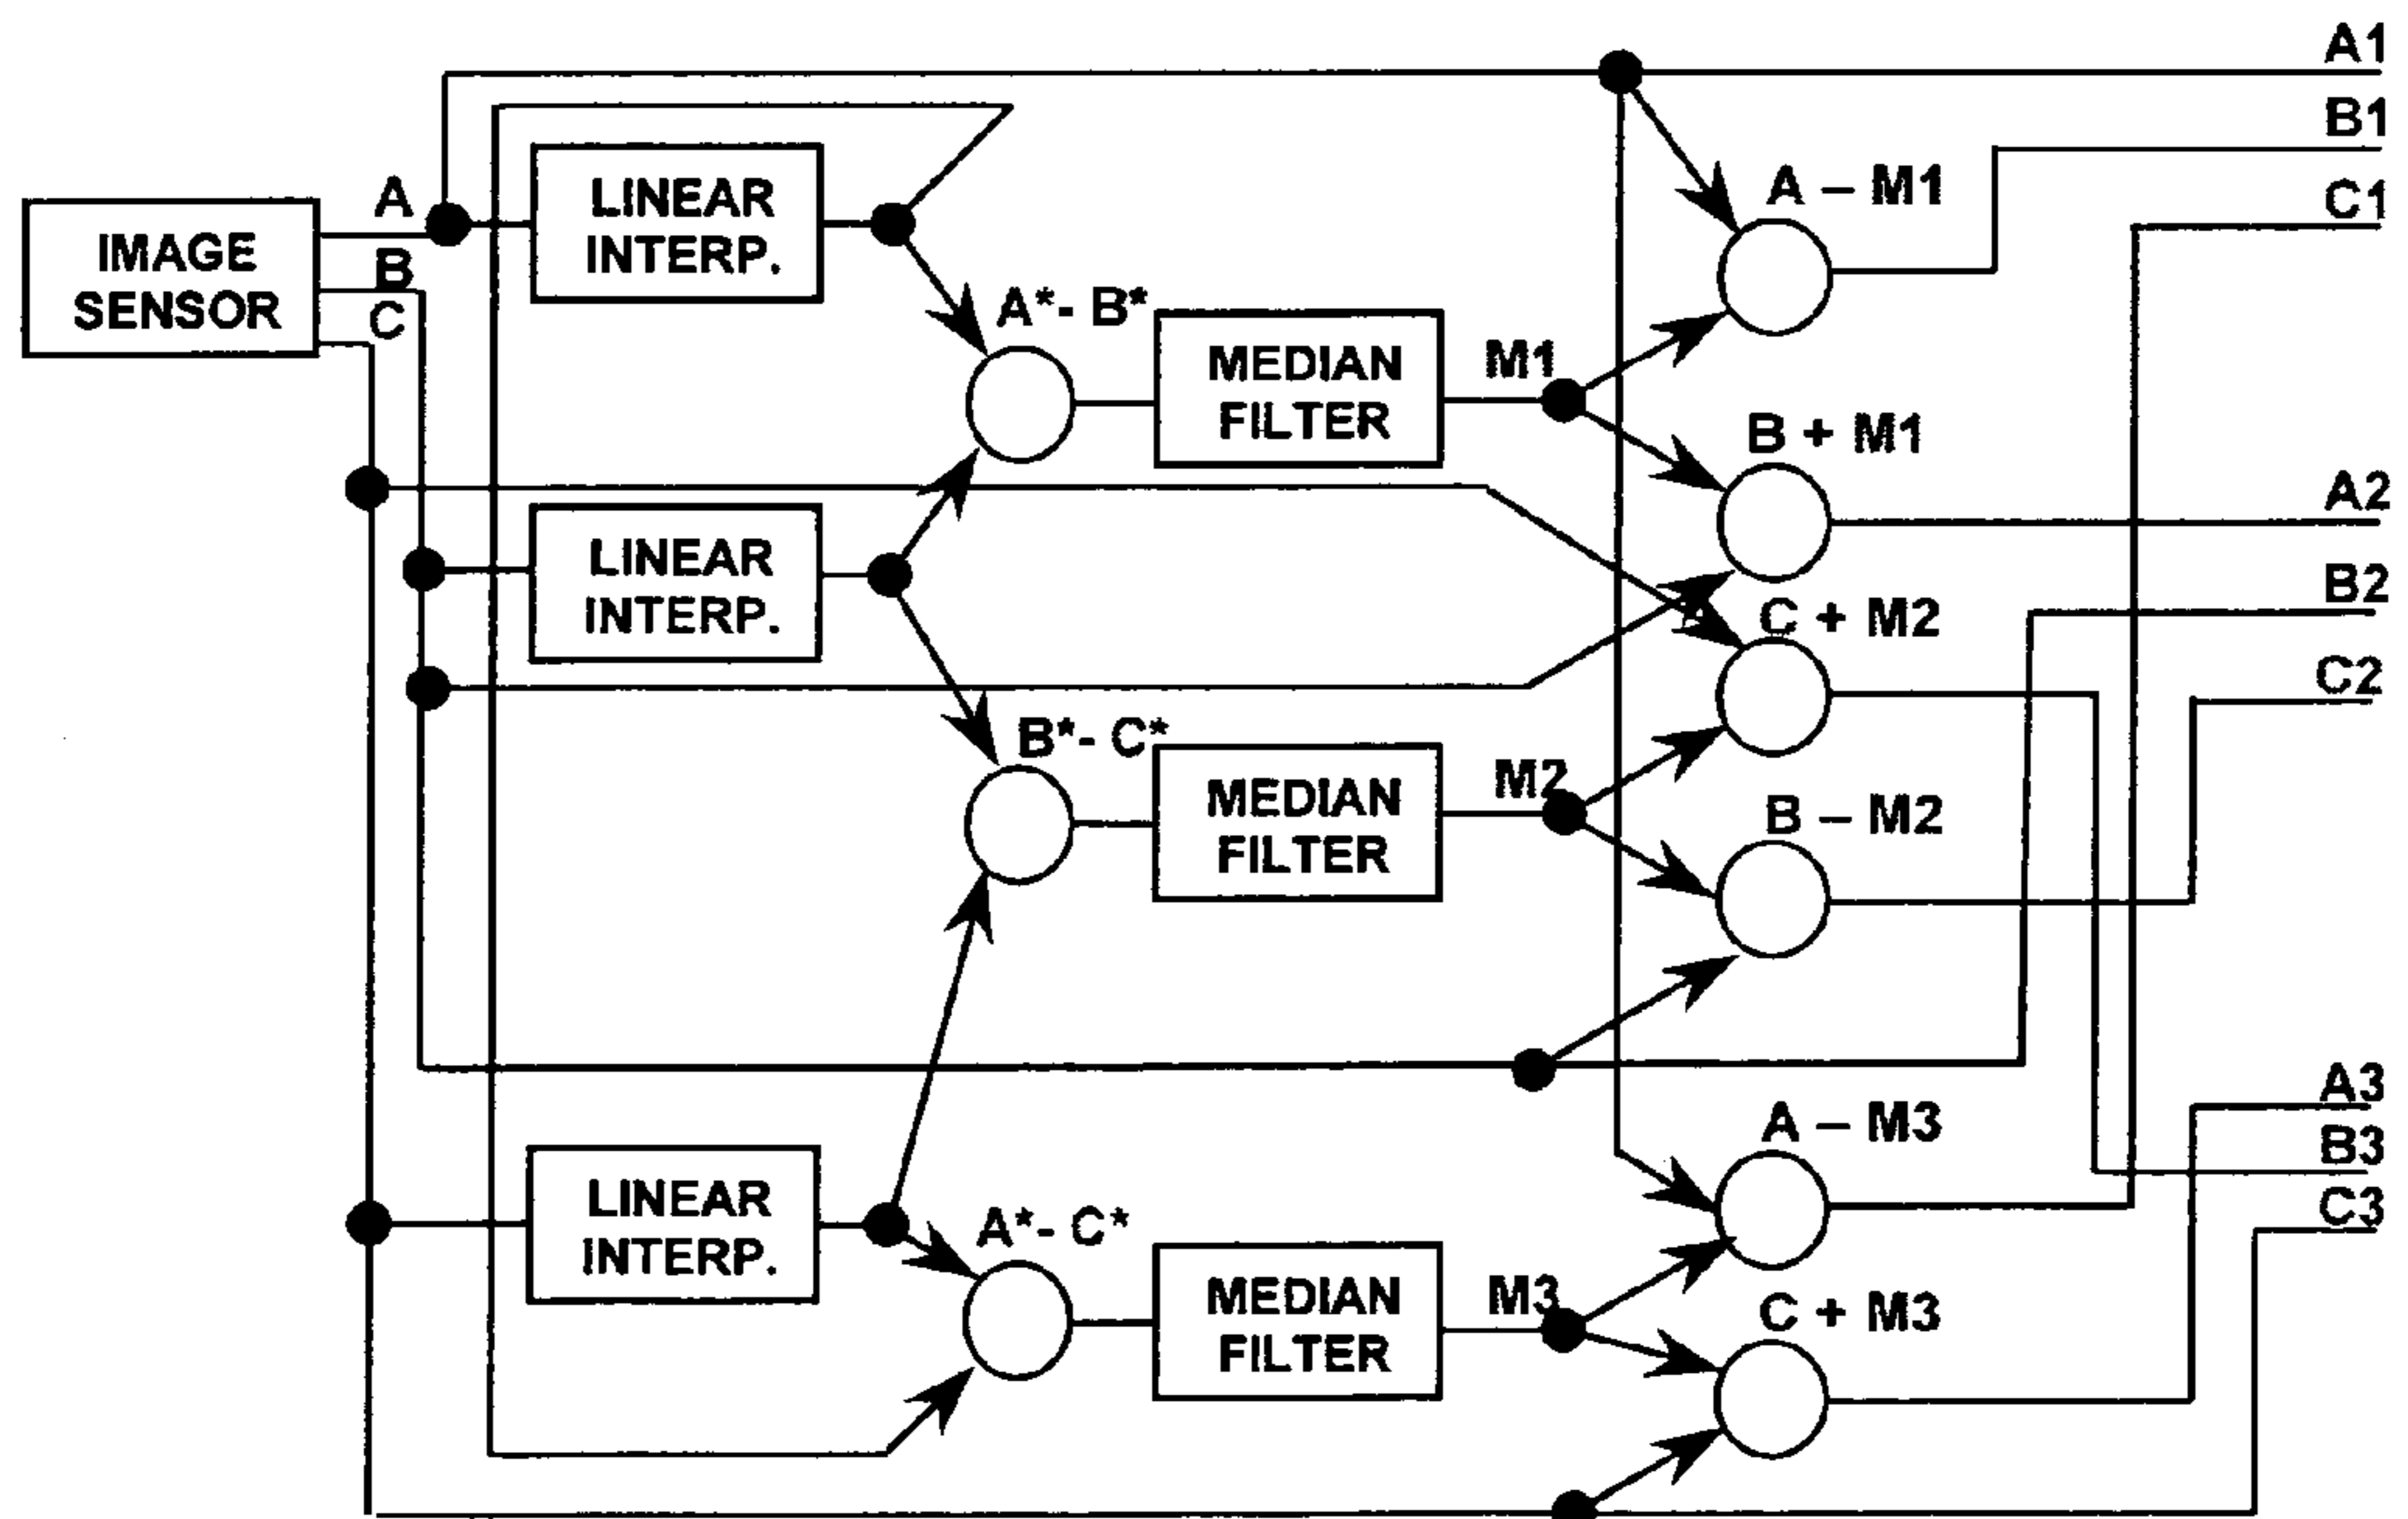 A1
B1
A – M1
C1
A
LINEAR
INTERP.
IMAGE
SENSOR
B
C
A*- B*
MEDIAN
FILTER
M1
B + M1
A2
LINEAR
INTERP.
B2
C + M2
C2
B*- C*
MEDIAN
FILTER
M2
B – M2
A3
A – M3
B3
C3
LINEAR
INTERP.
A*- C*
MEDIAN
FILTER
M3
C + M3